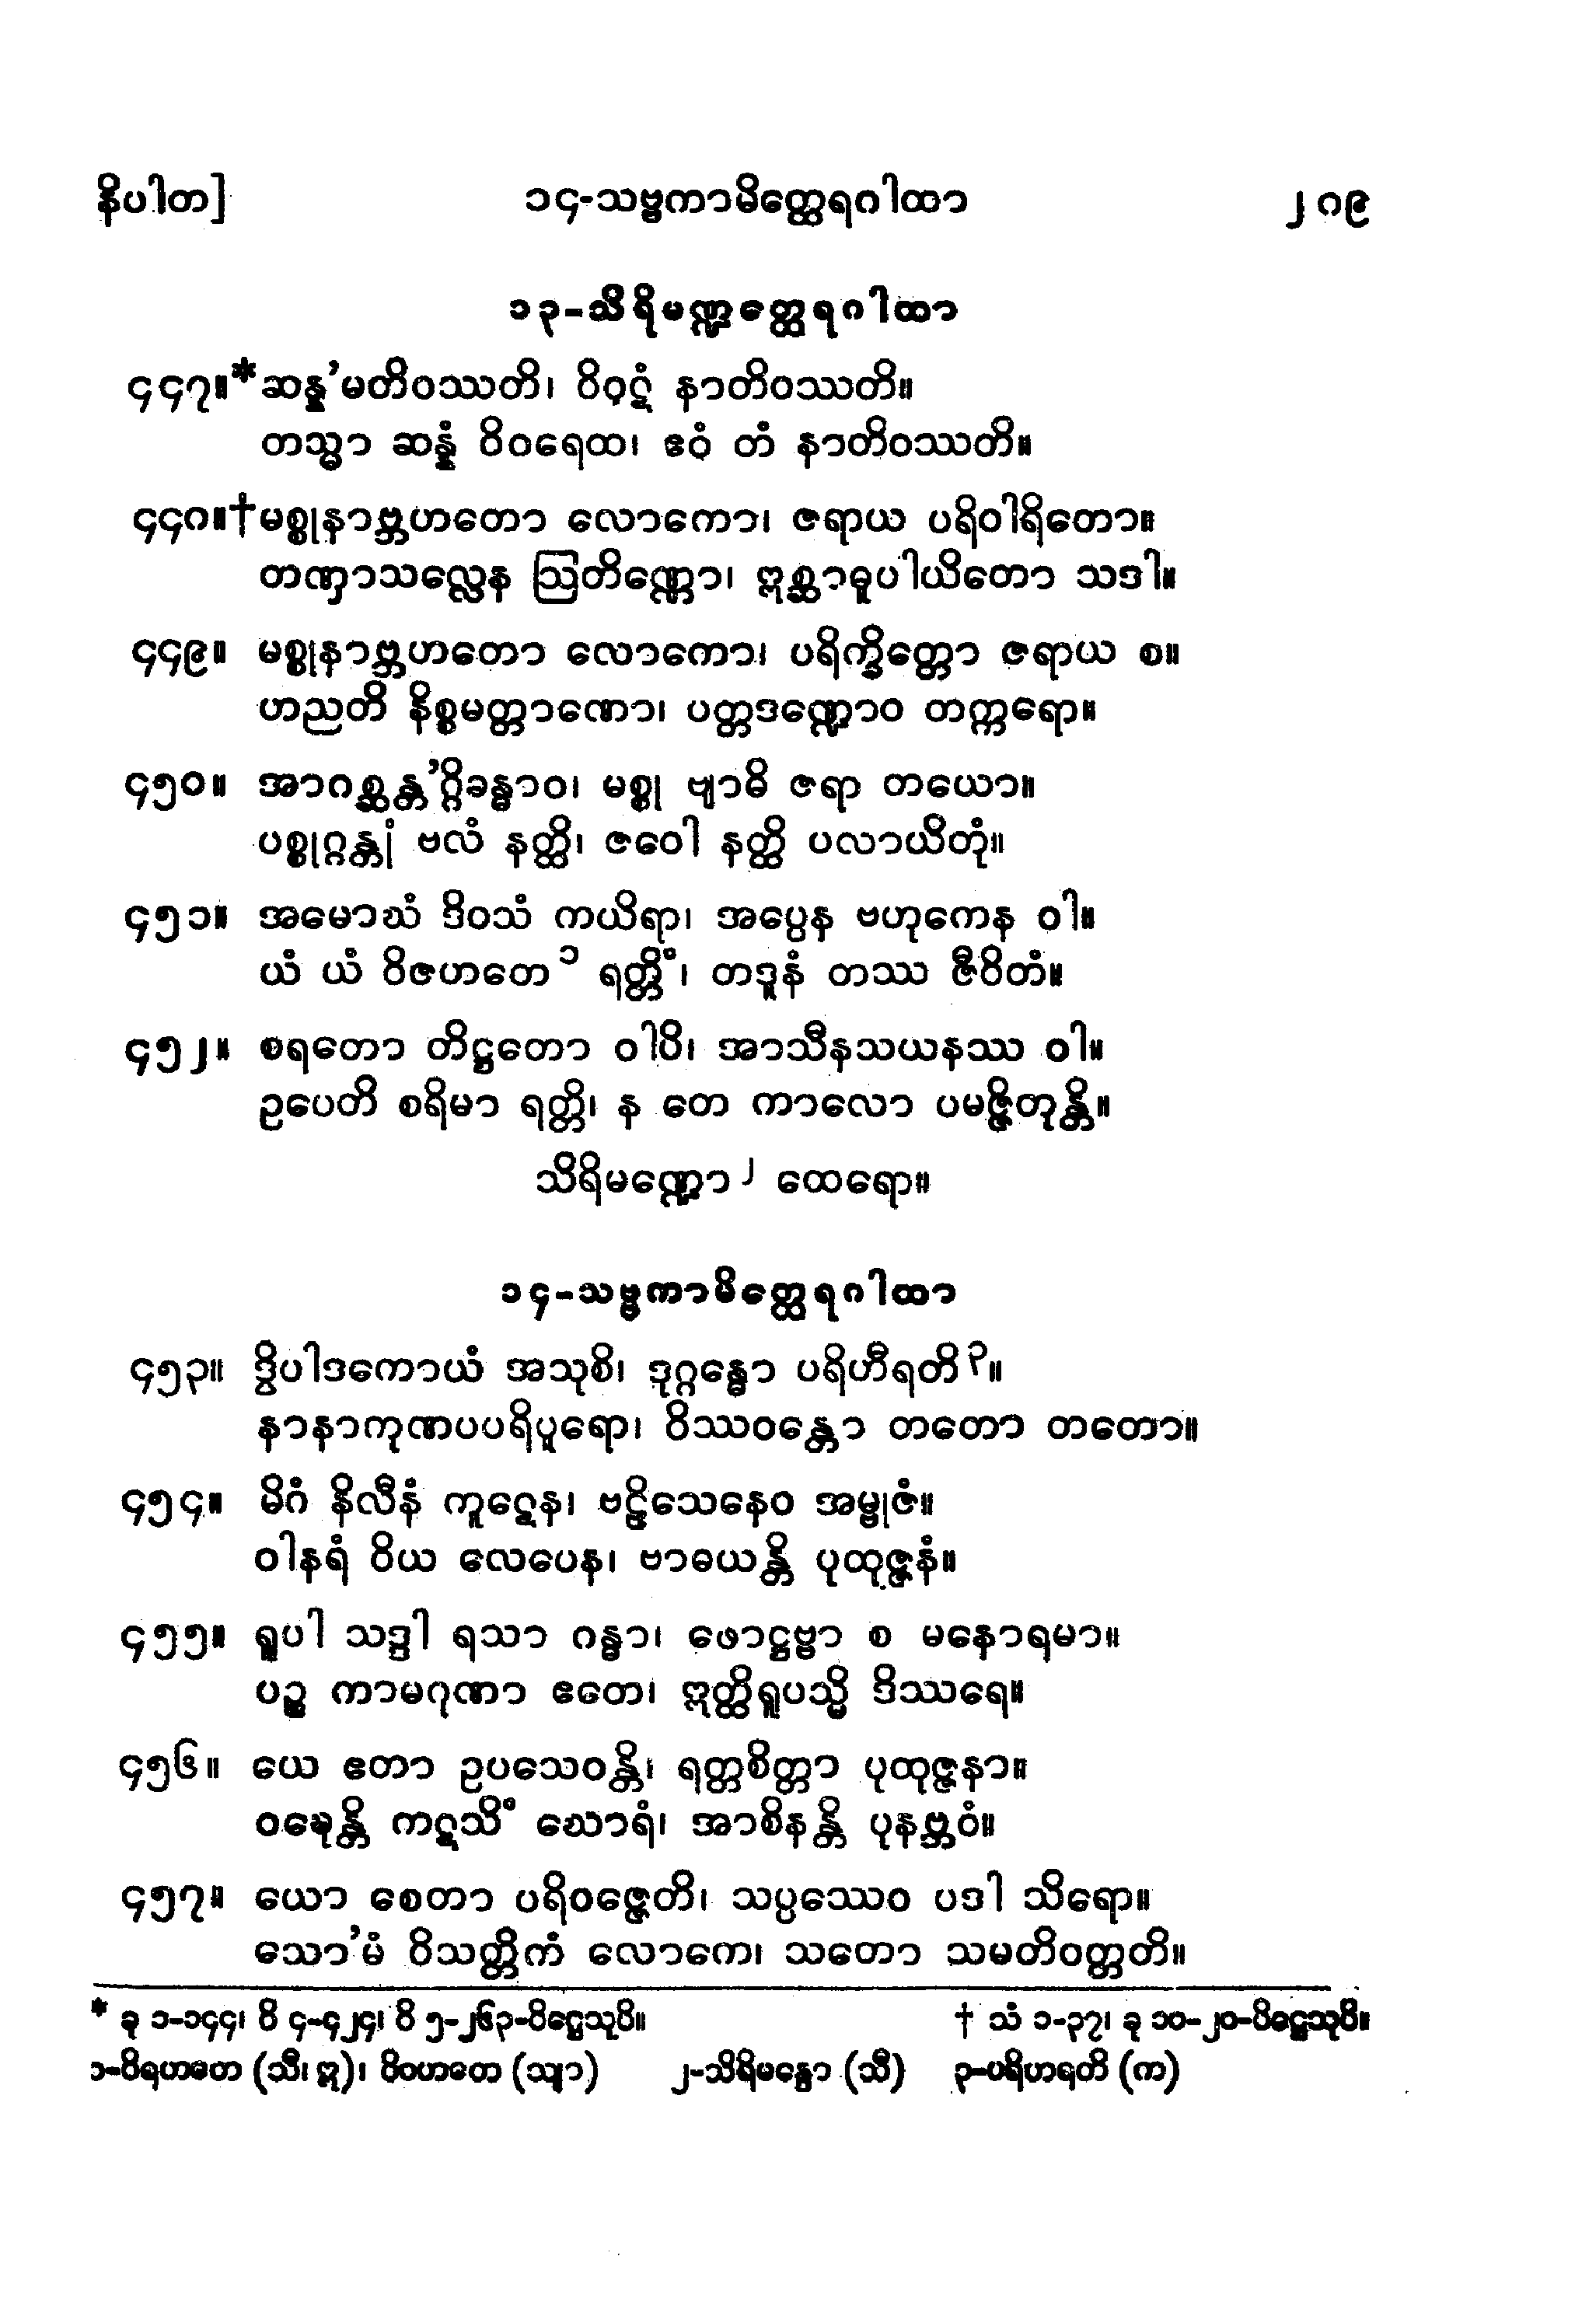 နိပါတ] ၁၄-သဗ္ဗကာမိတ္ထေရဂါထာ ၂၈၉
၁၃-သိရိမဏ္ဍတ္ထေရဂါထာ
၄၄၇။ *ဆန္န’မတိဝဿတိ၊ ဝိဝဋံ နာတိဝဿတိ။
တသ္မာ ဆန္နံ ဝိဝရေထ၊ ဧဝံ တံ နာတိဝဿတိ။
၄၄၈။ †မစ္စုနာဗ္ဘဟတော လောကော၊ ဇရာယ ပရိဝါရိတော။
တဏှာသလ္လေန ဩတိဏ္ဏော၊ ဣစ္ဆာဓူပါယိတော သဒါ။
၄၄၉။ မစ္စုနာဗ္ဘဟတော လောကော၊ ပရိက္ခိတ္တော ဇရာယ စ။
ဟညတိ နိစ္စမတ္တာဏော၊ ပတ္တဒဏ္ဍောဝ တက္ကရော။
၄၅၀။ အာဂစ္ဆန္တ’ဂ္ဂိခန္ဓာဝ၊ မစ္စု ဗျာဓိ ဇရာ တယော။
ပစ္စုဂ္ဂန္တုံ ဗလံ နတ္ထိ၊ ဇဝေါ နတ္ထိ ပလာယိတုံ။
၄၅၁။ အမောဃံ ဒိဝသံ ကယိရာ၊ အပ္ပေန ဗဟုကေန ဝါ။
ယံ ယံ ဝိဇဟတေ ၁ ရတ္တိံ၊ တဒူနံ တဿ ဇီဝိတံ။
၄၅၂။ စရတော တိဋ္ဌတော ဝါပိ၊ အာသီနသယနဿ ဝါ။
ဥပေတိ စရိမာ ရတ္တိ၊ န တေ ကာလော ပမဇ္ဇိတုန္တိ။
သိရိမဏ္ဍော ၂ ထေရော။
၁၄-သဗ္ဗကာမိတ္ထေရဂါထာ
၄၅၃။ ဒွိပါဒကောယံ အသုစိ၊ ဒုဂ္ဂန္ဓော ပရိဟီရတိ ၃။
နာနာကုဏပပရိပူရော၊ ဝိဿဝန္တော တတော တတော။
၄၅၄။ မိဂံ နိလီနံ ကူဋေန၊ ဗဠိသေနေဝ အမ္ဗုဇံ။
ဝါနရံ ဝိယ လေပေန၊ ဗာဓယန္တိ ပုထုဇ္ဇနံ။
၄၅၅။ ရူပါ သဒ္ဒါ ရသာ ဂန္ဓာ၊ ဖောဋ္ဌဗ္ဗာ စ မနောရမာ။
ပဉ္စ ကာမဂုဏာ ဧတေ၊ ဣတ္ထိရူပသ္မိ ဒိဿရေ။
၄၅၆။ ယေ ဧတာ ဥပသေဝန္တိ၊ ရတ္တစိတ္တာ ပုထုဇ္ဇနာ။
ဝဍ္ဎေန္တိ ကဋသိံ ဃောရံ၊ အာစိနန္တိ ပုနဗ္ဘဝံ။
၄၅၇။ ယော စေတာ ပရိဝဇ္ဇေတိ၊ သပ္ပဿေဝ ပဒါ သိရော။
သော’မံ ဝိသတ္တိကံ လောကေ၊ သတော သမတိဝတ္တတိ။
* ခု ၁-၁၄၄၊ ဝိ ၄-၄၂၄၊ ဝိ ၅-၂၆၃-ပိဋ္ဌေသုပိ။ † သံ ၁-၃၇၊ ခု ၁၀-၂၀-ပိဋ္ဌေသုပိ။
၁-ဝိရဟတေ (သီ၊ ဣ)၊ ဝိဝဟတေ (သျာ) ၂-သိရိမန္ဒော (သီ) ၃-ပရိဟရတိ (က)